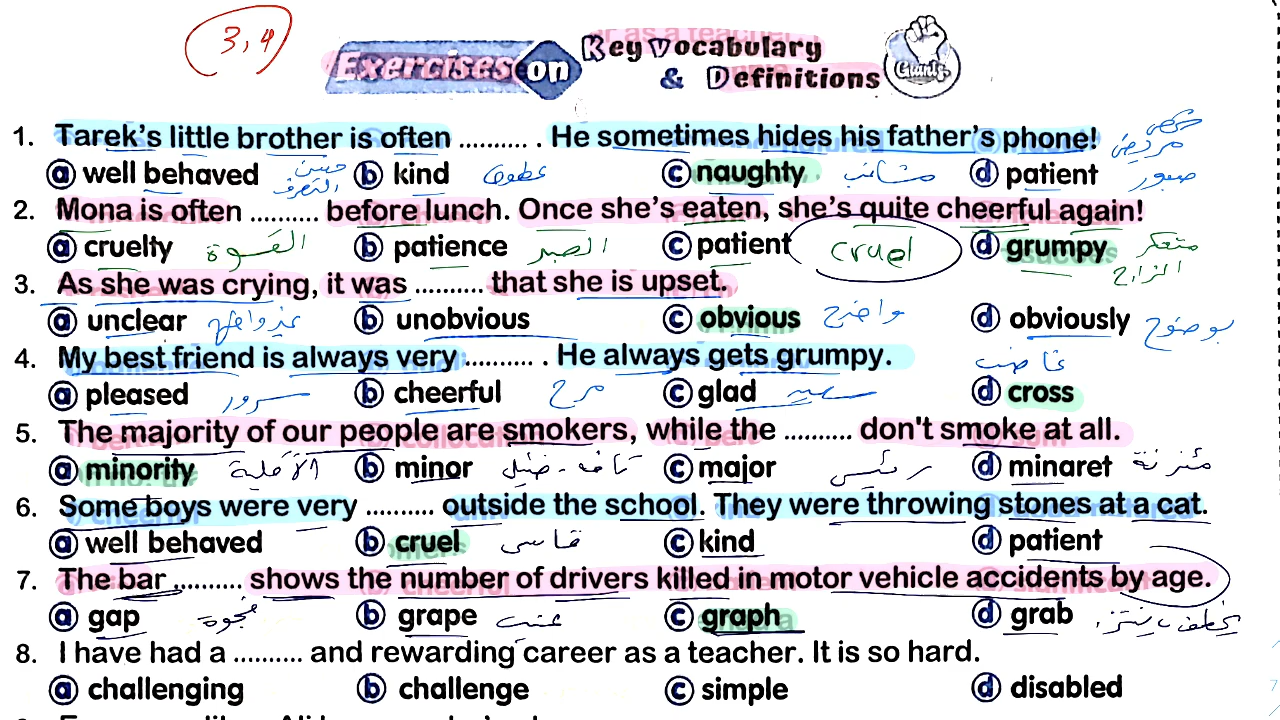 3,4
Exercises on Key Vocabulary & Definitions
Giants
1. Tarek's little brother is often ........... . He sometimes hides his father's phone! شخص مريض
ⓐ well behaved حسن التصرف ⓑ kind عطوف ⓒ naughty مشاغب ⓓ patient صبور
2. Mona is often .......... before lunch. Once she's eaten, she's quite cheerful again!
ⓐ cruelty القسوة ⓑ patience الصبر ⓒ patient cruel ⓓ grumpy متعكر المزاج
3. As she was crying, it was .......... that she is upset.
ⓐ unclear غير واضح ⓑ unobvious ⓒ obvious واضح ⓓ obviously بوضوح
4. My best friend is always very .......... . He always gets grumpy. غاضب
ⓐ pleased مسرور ⓑ cheerful مرح ⓒ glad سعيد ⓓ cross
5. The majority of our people are smokers, while the .......... don't smoke at all.
ⓐ minority الأقلية ⓑ minor تافه - ضئيل ⓒ major رئيسي ⓓ minaret مئذنة
6. Some boys were very .......... outside the school. They were throwing stones at a cat.
ⓐ well behaved ⓑ cruel قاسى ⓒ kind ⓓ patient
7. The bar .......... shows the number of drivers killed in motor vehicle accidents by age.
ⓐ gap فجوة ⓑ grape عنب ⓒ graph ⓓ grab يخطف
8. I have had a .......... and rewarding career as a teacher. It is so hard.
ⓐ challenging ⓑ challenge ⓒ simple ⓓ disabled